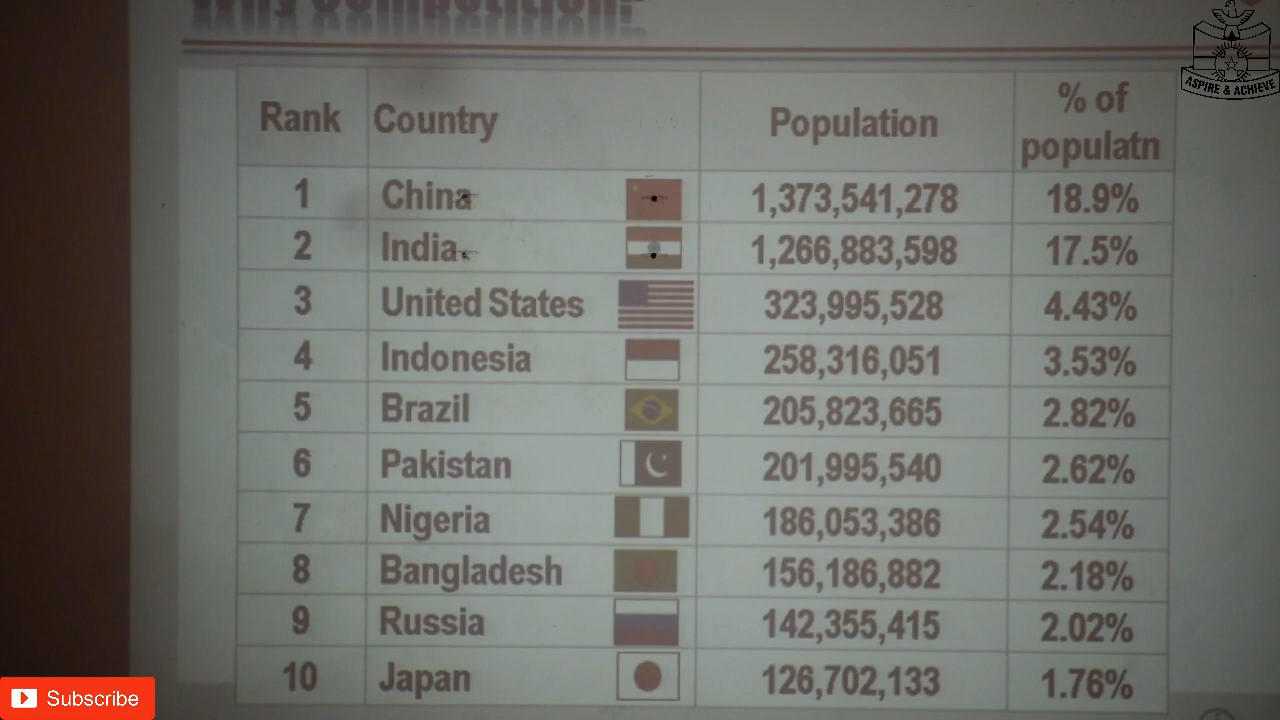 Why Competition?
ASPIRE & ACHIEVE
Rank Country Population % of populatn
1 China 1,373,541,278 18.9%
2 India 1,266,883,598 17.5%
3 United States 323,995,528 4.43%
4 Indonesia 258,316,051 3.53%
5 Brazil 205,823,665 2.82%
6 Pakistan 201,995,540 2.62%
7 Nigeria 186,053,386 2.54%
8 Bangladesh 156,186,882 2.18%
9 Russia 142,355,415 2.02%
10 Japan 126,702,133 1.76%
Subscribe